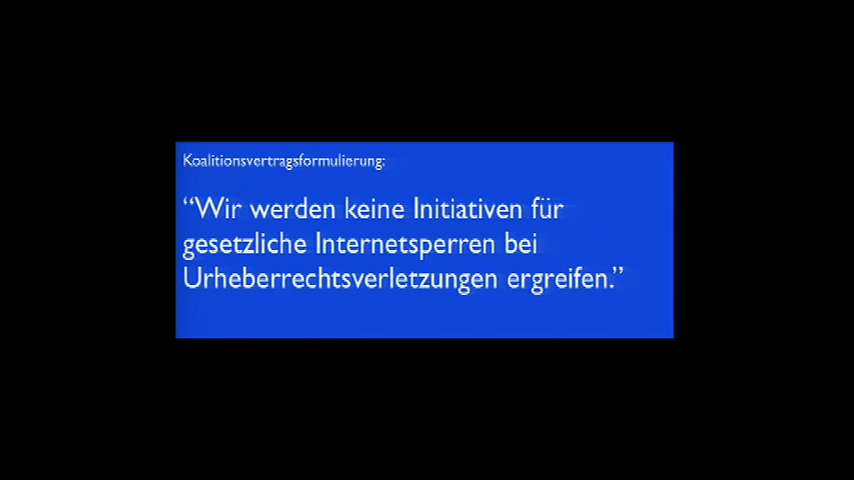 Koalitionsvertragsformulierung:
“Wir werden keine Initiativen für
gesetzliche Internetsperren bei
Urheberrechtsverletzungen ergreifen.”